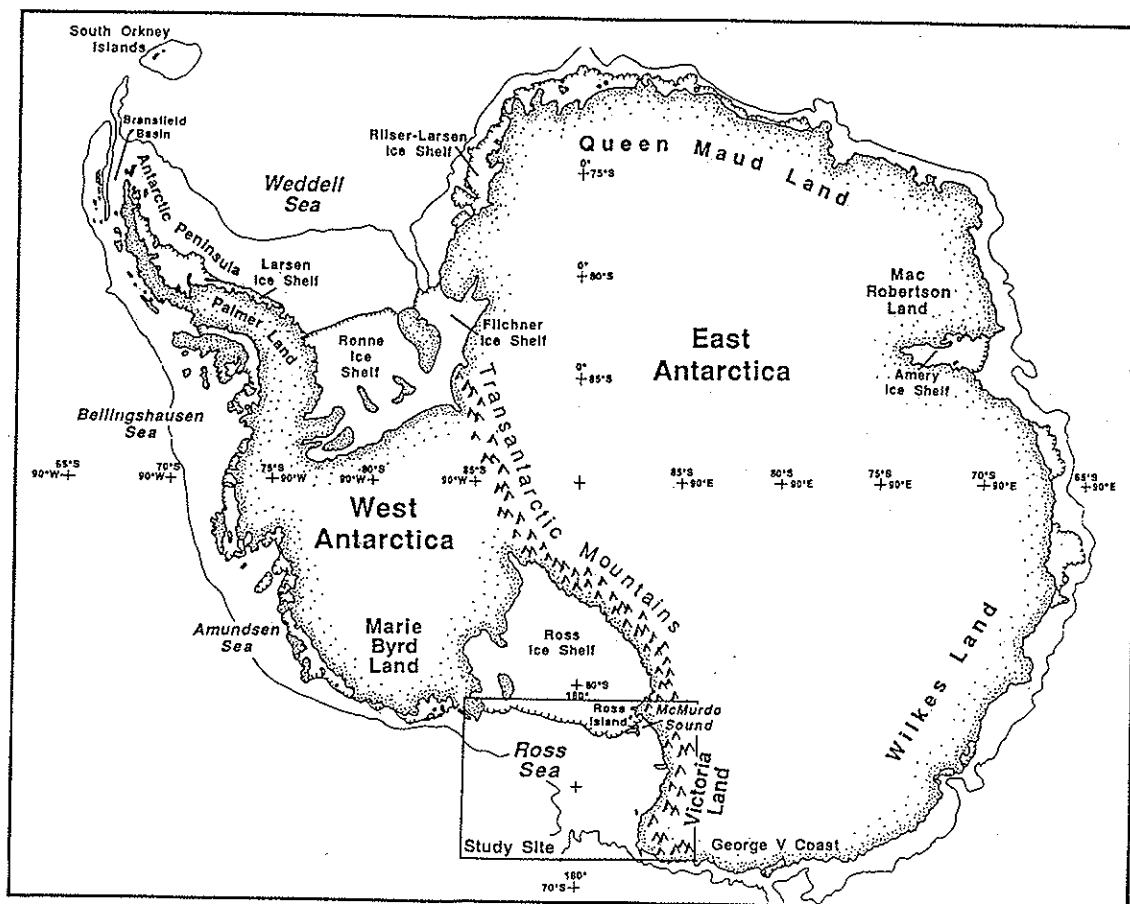 South Orkney
Islands
Bransfield
Basin
Antarctic Peninsula
Weddell
Sea
Riiser-Larsen
Ice Shelf
Queen Maud Land
0°
75°S
Larsen
Ice Shelf
Palmer Land
0°
80°S
Mac
Robertson
Land
Ronne
Ice
Shelf
Filchner
Ice Shelf
East
Antarctica
0°
85°S
Amery
Ice Shelf
Bellingshausen
Sea
65°S
90°W
70°S
90°W
75°S
90°W
80°S
90°W
85°S
90°W
85°S
90°E
80°S
90°E
75°S
90°E
70°S
90°E
65°S
90°E
Transantarctic Mountains
West
Antarctica
Amundsen
Sea
Marie
Byrd
Land
Ross
Ice Shelf
80°S
180°
Ross
Island
McMurdo
Sound
Wilkes Land
Ross
Sea
Victoria
Land
Study Site
George V Coast
180°
70°S